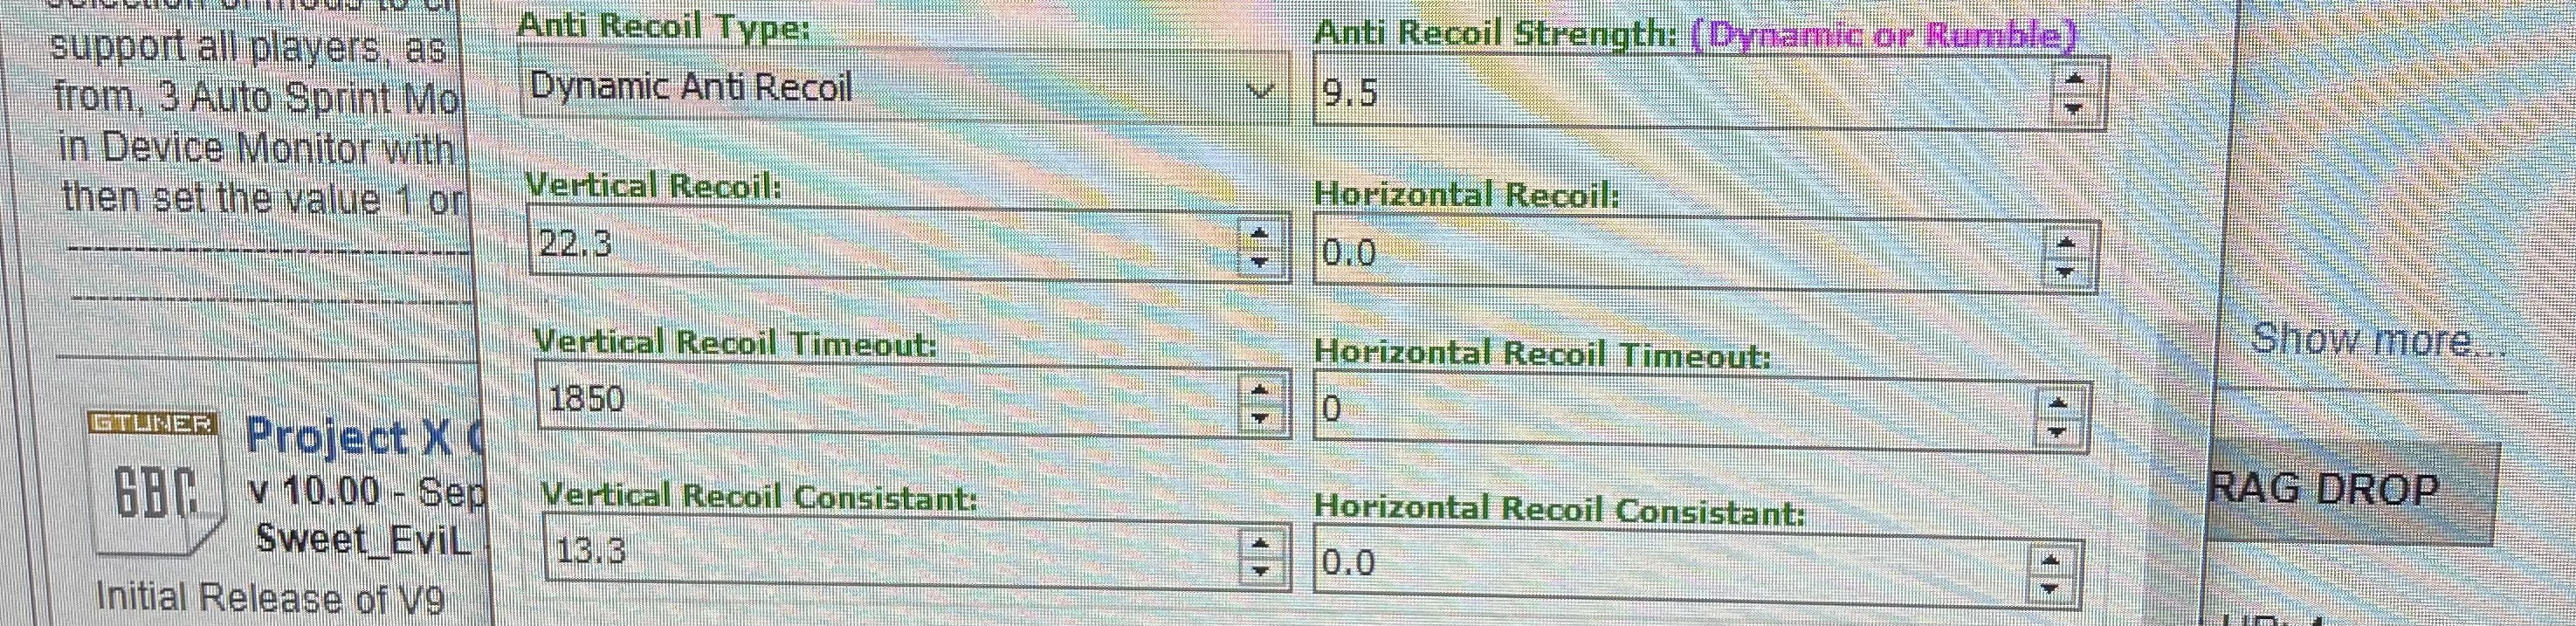 support all players, as
from, 3 Auto Sprint Mo
in Device Monitor with
then set the value 1 or
GTUNER
GBC
Project X
v 10.00 - Sep
Sweet_EviL
Initial Release of V9
Anti Recoil Type:
Dynamic Anti Recoil
Anti Recoil Strength: (Dynamic or Rumble)
9.5
Vertical Recoil:
22.3
Horizontal Recoil:
0.0
Vertical Recoil Timeout:
1850
Horizontal Recoil Timeout:
0
Vertical Recoil Consistant:
13.3
Horizontal Recoil Consistant:
0.0
Show more...
RAG DROP